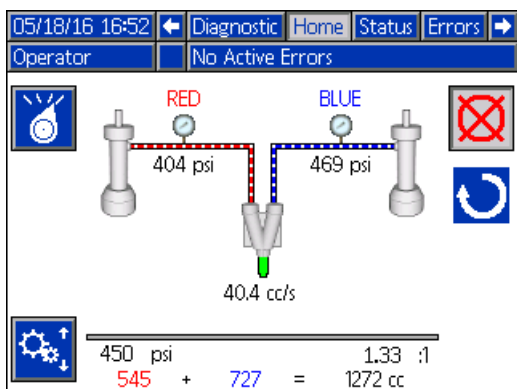 05/18/16 16:52 Diagnostic Home Status Errors
Operator No Active Errors
RED BLUE
404 psi 469 psi
40.4 cc/s
450 psi 1.33 :1
545 + 727 = 1272 cc